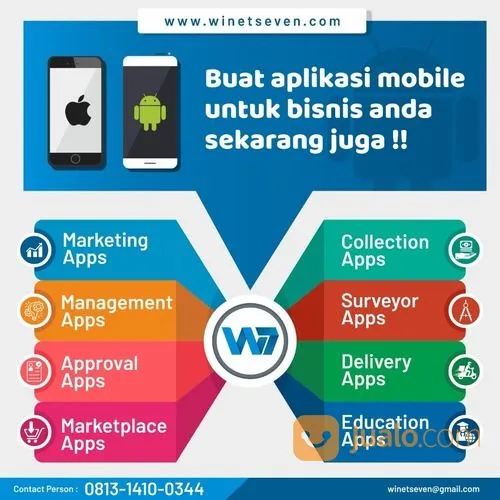 www.winetseven.com
Buat aplikasi mobile
untuk bisnis anda
sekarang juga !!
Marketing
Apps
Management
Apps
Approval
Apps
Marketplace
Apps
Collection
Apps
Surveyor
Apps
Delivery
Apps
Education
Apps
W7
jualo.com
Contact Person : 0813-1410-0344
winetseven@gmail.com